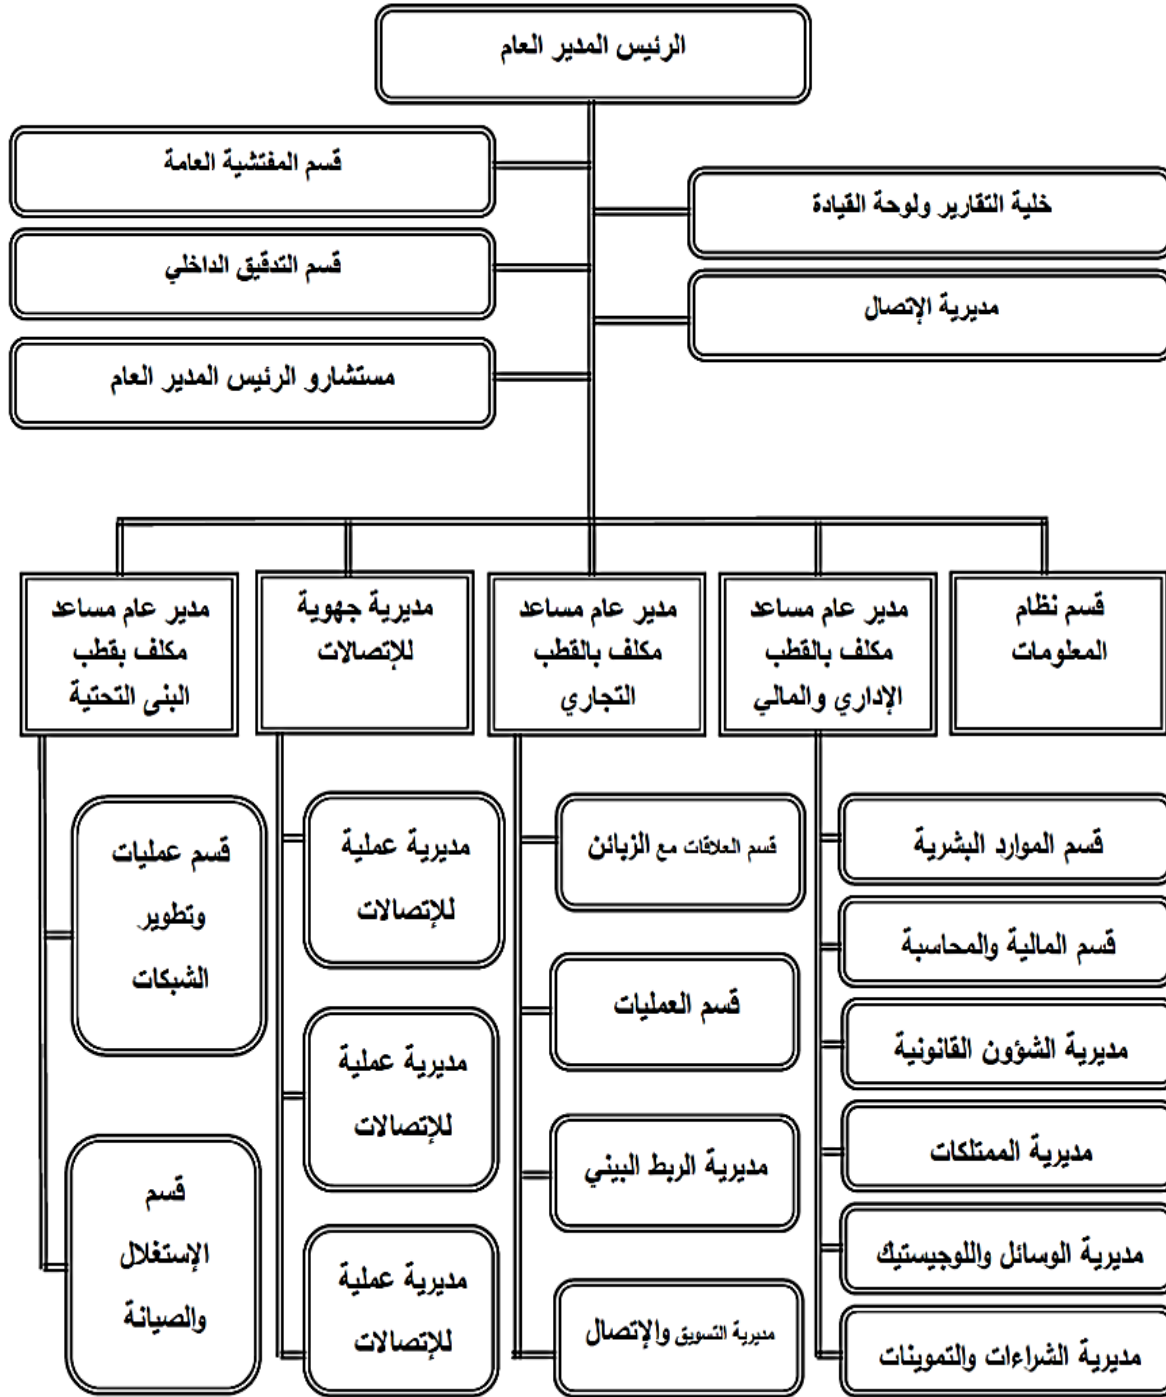 الرئيس المدير العام
خلية التقارير ولوحة القيادة
مديرية الإتصال
قسم المفتشية العامة
قسم التدقيق الداخلي
مستشارو الرئيس المدير العام
قسم نظام
المعلومات
مدير عام مساعد
مكلف بالقطب
الإداري والمالي
مدير عام مساعد
مكلف بالقطب
التجاري
مديرية جهوية
للإتصالات
مدير عام مساعد
مكلف بقطب
البنى التحتية
قسم الموارد البشرية
قسم المالية والمحاسبة
مديرية الشؤون القانونية
مديرية الممتلكات
مديرية الوسائل واللوجيستيك
مديرية الشراءات والتموينات
قسم العلاقات مع الزبائن
قسم العمليات
مديرية الربط البيني
مديرية التسويق والإتصال
مديرية عملية
للإتصالات
مديرية عملية
للإتصالات
مديرية عملية
للإتصالات
قسم عمليات
وتطوير
الشبكات
قسم
الإستغلال
والصيانة